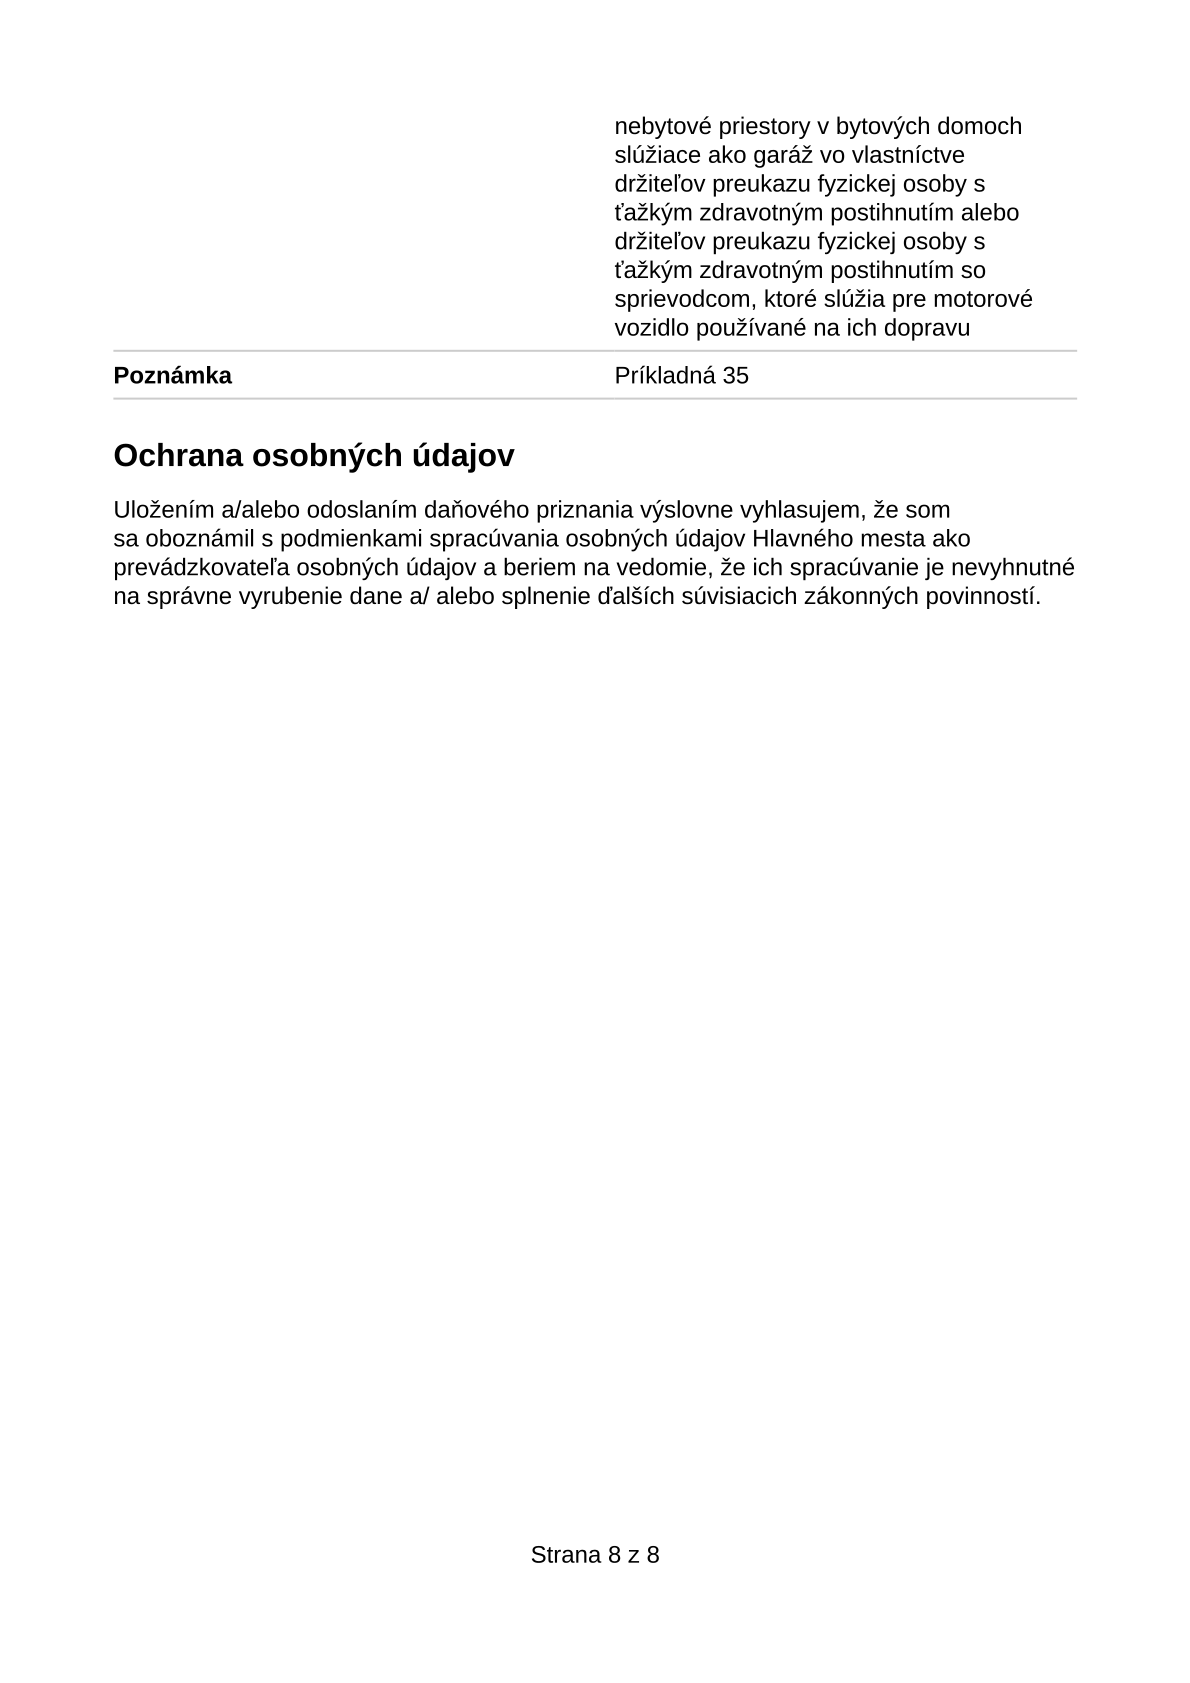 nebytové priestory v bytových domoch
slúžiace ako garáž vo vlastníctve
držiteľov preukazu fyzickej osoby s
ťažkým zdravotným postihnutím alebo
držiteľov preukazu fyzickej osoby s
ťažkým zdravotným postihnutím so
sprievodcom, ktoré slúžia pre motorové
vozidlo používané na ich dopravu
Poznámka Príkladná 35
Ochrana osobných údajov
Uložením a/alebo odoslaním daňového priznania výslovne vyhlasujem, že som
sa oboznámil s podmienkami spracúvania osobných údajov Hlavného mesta ako
prevádzkovateľa osobných údajov a beriem na vedomie, že ich spracúvanie je nevyhnutné
na správne vyrubenie dane a/ alebo splnenie ďalších súvisiacich zákonných povinností.
Strana 8 z 8